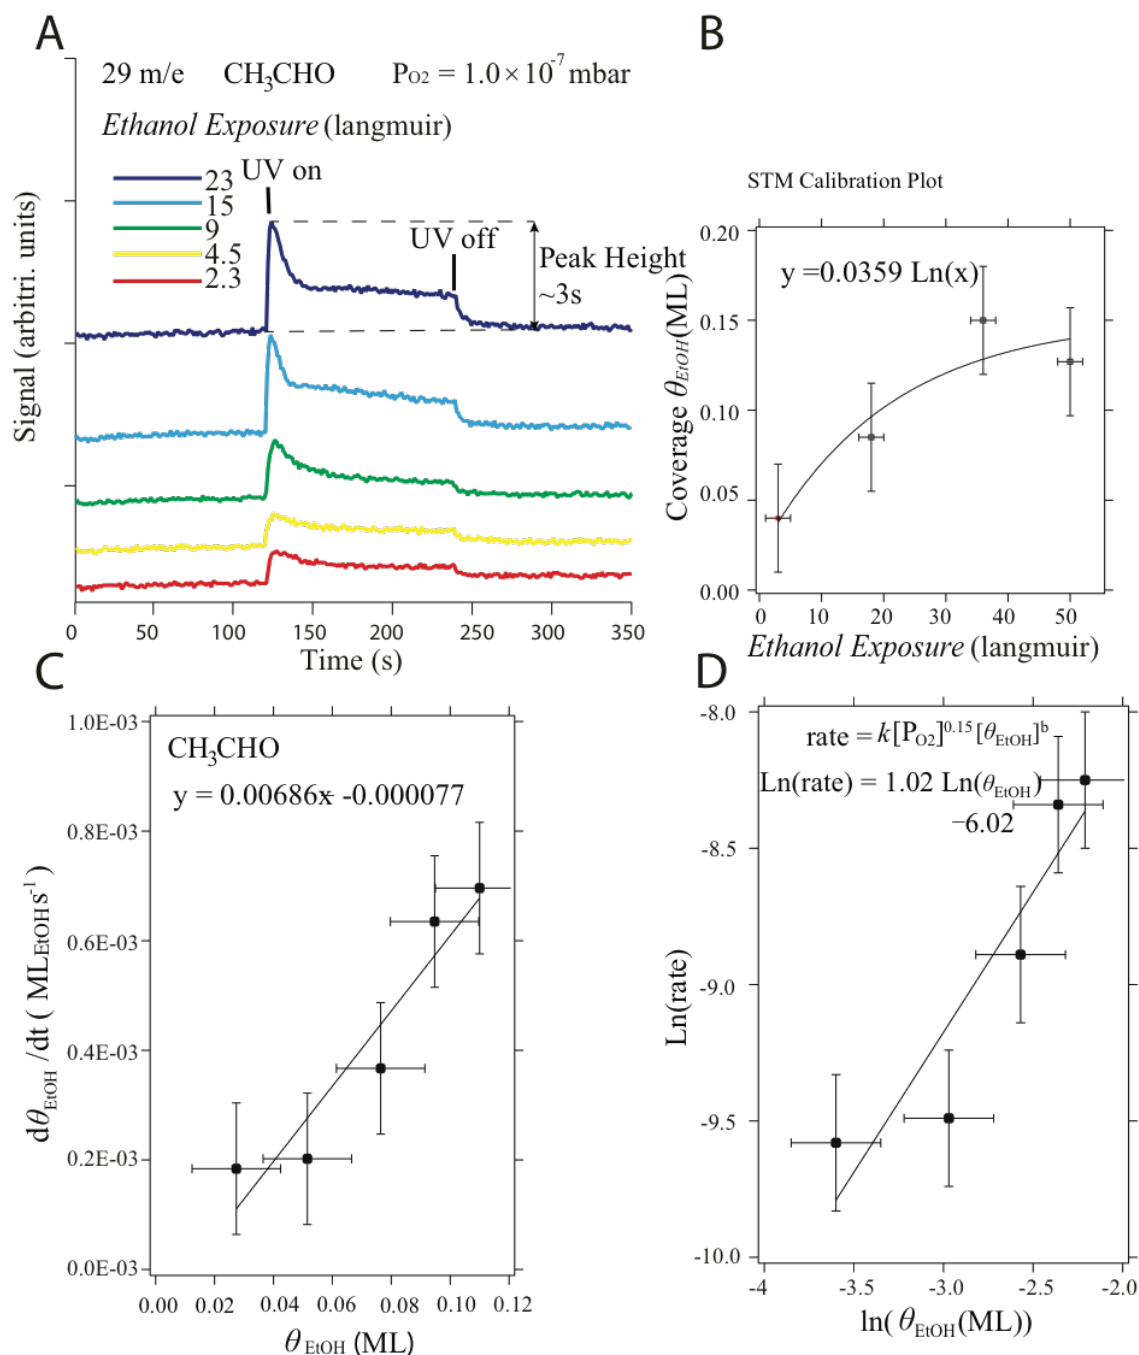 A
29 m/e CH3CHO PO2 = 1.0×10-7 mbar
Ethanol Exposure (langmuir)
UV on
23
15
9
4.5
2.3
UV off
Peak Height
~3s
Signal (arbitri. units)
0 50 100 150 200 250 300 350
Time (s)
B
STM Calibration Plot
y =0.0359 Ln(x)
Coverage θEtOH(ML)
0.20
0.15
0.10
0.05
0.00
0 10 20 30 40 50
Ethanol Exposure (langmuir)
C
CH3CHO
y = 0.00686x -0.000077
dθEtOH /dt ( MLEtOH s-1)
1.0E-03
0.8E-03
0.6E-03
0.4E-03
0.2E-03
0.0E-03
0.00 0.02 0.04 0.06 0.08 0.10 0.12
θ EtOH (ML)
D
rate = k[PO2]0.15 [θEtOH]b
Ln(rate) = 1.02 Ln(θEtOH)
−6.02
Ln(rate)
-8.0
-8.5
-9.0
-9.5
-10.0
-4 -3.5 -3.0 -2.5 -2.0
ln( θEtOH(ML))